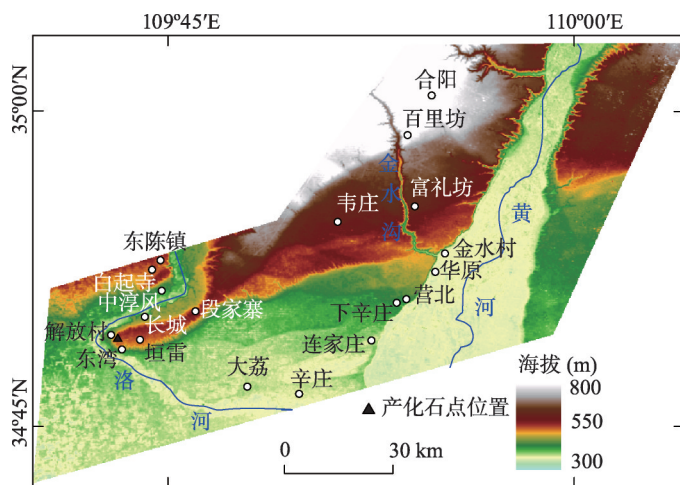 109°45′E
110°00′E
35°00′N
34°45′N
合阳
百里坊
金水沟
富礼坊
韦庄
黄河
东陈镇
白起寺
中淳风
段家寨
解放村
长城
东湾
垣雷
金水村
华原
营北
下辛庄
连家庄
大荔
辛庄
洛河
产化石点位置
海拔 (m)
800
550
300
0
30 km